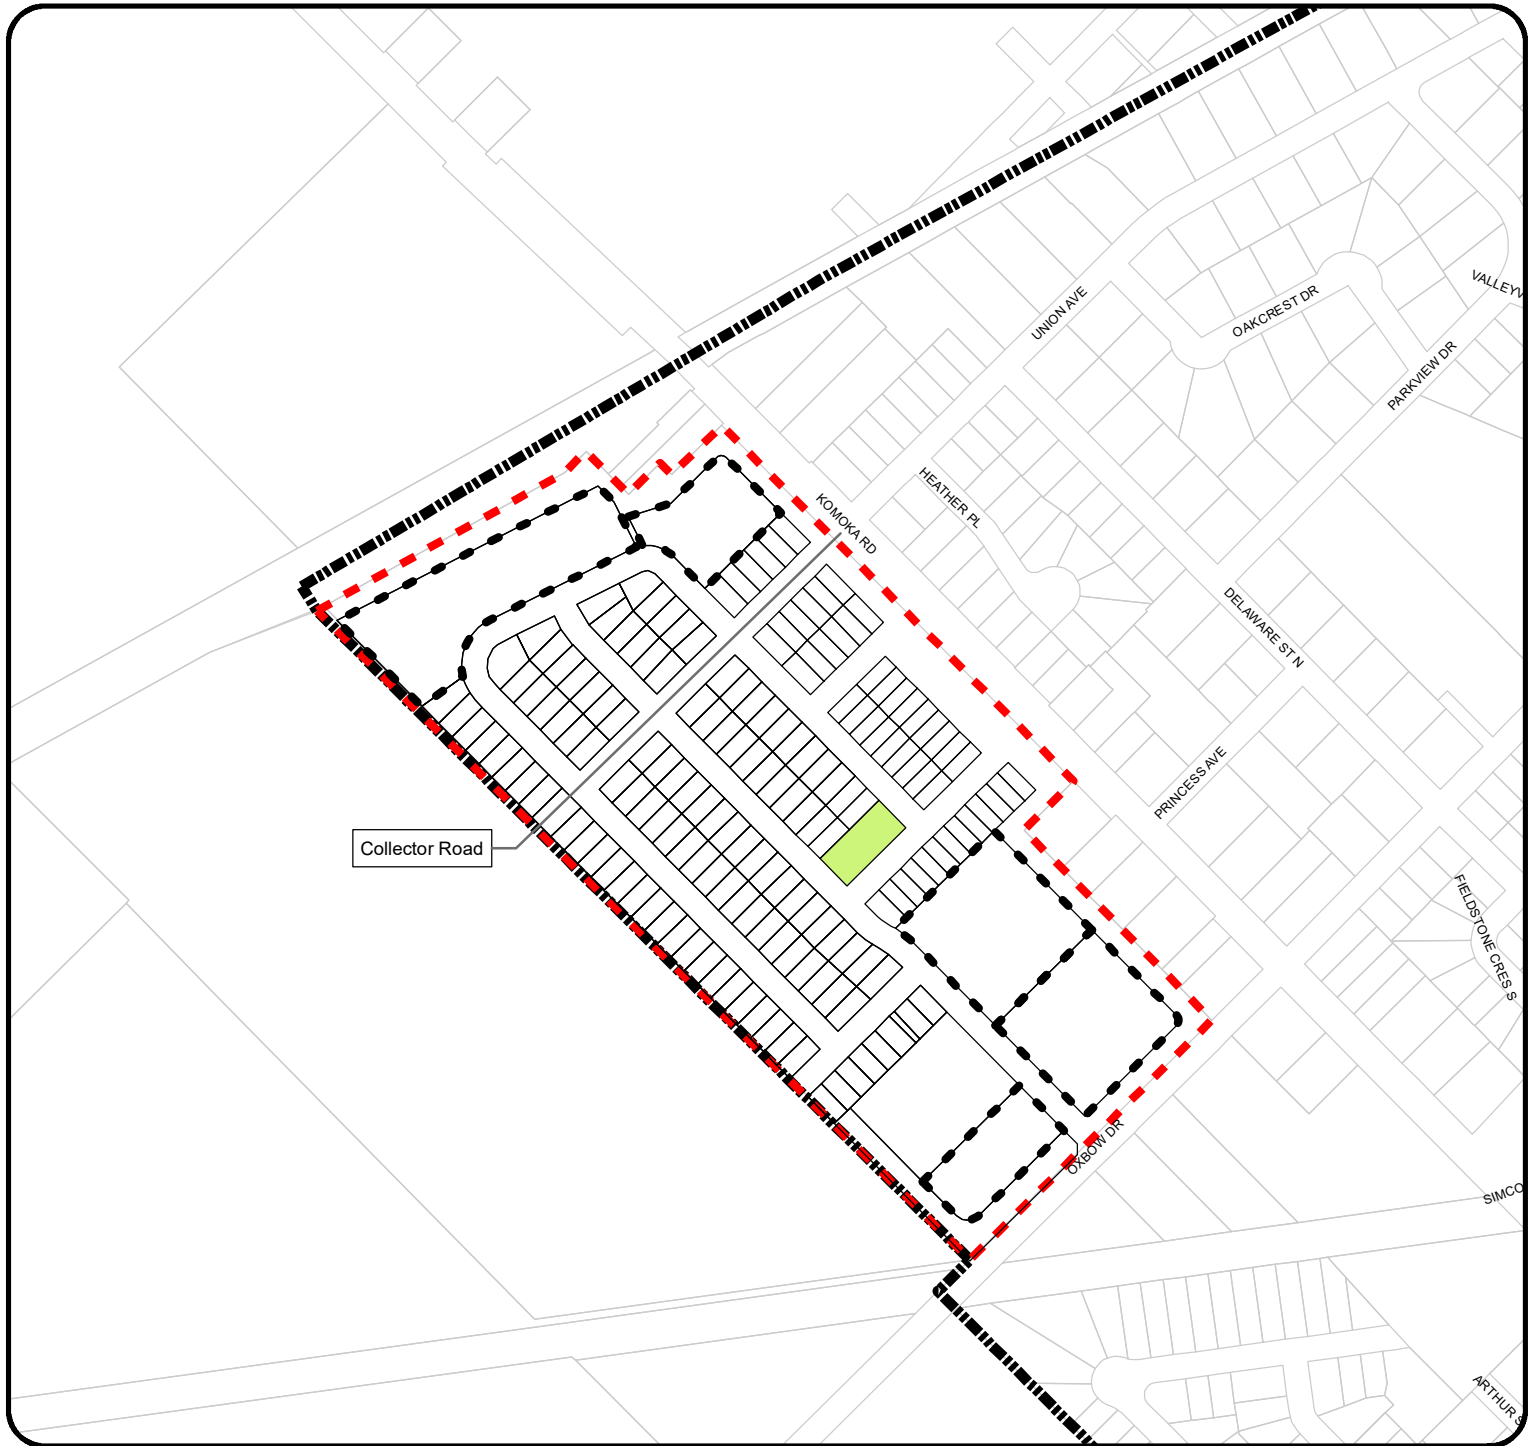 VALLEYV
UNION AVE
OAKCREST DR
PARKVIEW DR
HEATHER PL
KOMOKA RD
DELAWARE ST N
PRINCESS AVE
Collector Road
FIELDSTONE CRES S
OXBOW DR
SIMCO
ARTHUR S